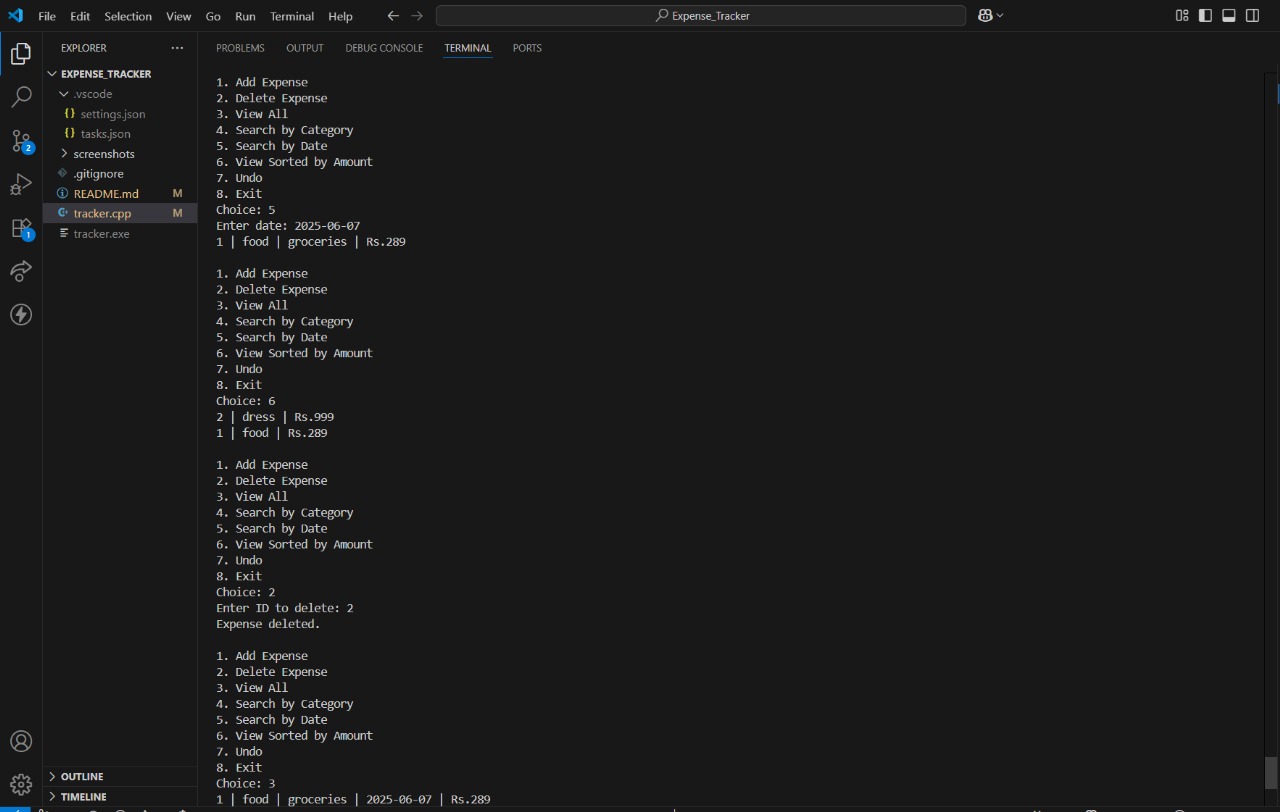 File Edit Selection View Go Run Terminal Help
Expense_Tracker
EXPLORER
EXPENSE_TRACKER
.vscode
{} settings.json
{} tasks.json
screenshots
.gitignore
README.md M
tracker.cpp M
tracker.exe
OUTLINE
TIMELINE
2
1
PROBLEMS OUTPUT DEBUG CONSOLE TERMINAL PORTS
1. Add Expense
2. Delete Expense
3. View All
4. Search by Category
5. Search by Date
6. View Sorted by Amount
7. Undo
8. Exit
Choice: 5
Enter date: 2025-06-07
1 | food | groceries | Rs.289
1. Add Expense
2. Delete Expense
3. View All
4. Search by Category
5. Search by Date
6. View Sorted by Amount
7. Undo
8. Exit
Choice: 6
2 | dress | Rs.999
1 | food | Rs.289
1. Add Expense
2. Delete Expense
3. View All
4. Search by Category
5. Search by Date
6. View Sorted by Amount
7. Undo
8. Exit
Choice: 2
Enter ID to delete: 2
Expense deleted.
1. Add Expense
2. Delete Expense
3. View All
4. Search by Category
5. Search by Date
6. View Sorted by Amount
7. Undo
8. Exit
Choice: 3
1 | food | groceries | 2025-06-07 | Rs.289